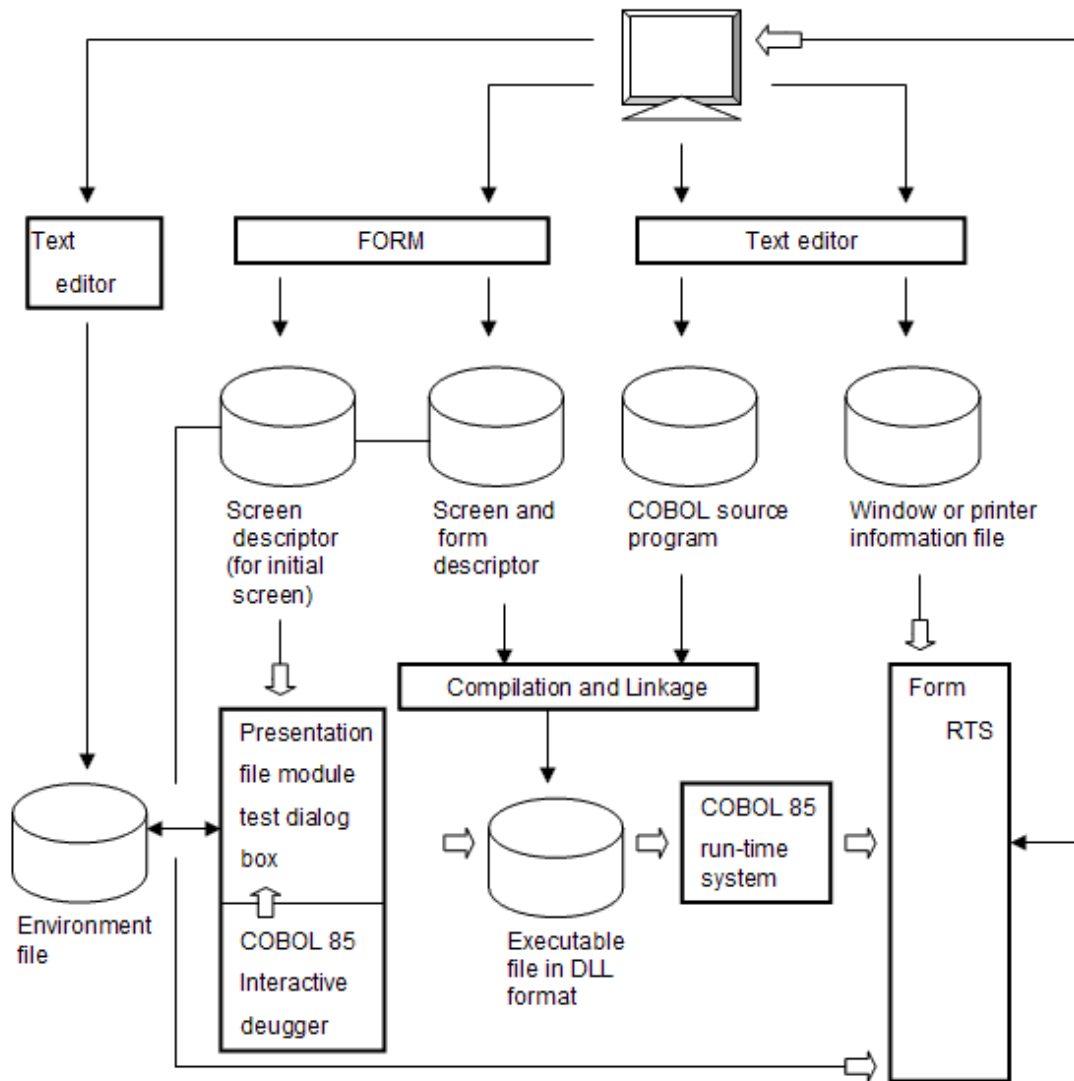 Text
editor
FORM
Text editor
Screen
descriptor
(for initial
screen)
Screen and
form
descriptor
COBOL source
program
Window or printer
information file
Compilation and Linkage
Form
RTS
Presentation
file module
test dialog
box
COBOL 85
run-time
system
Environment
file
COBOL 85
Interactive
deugger
Executable
file in DLL
format